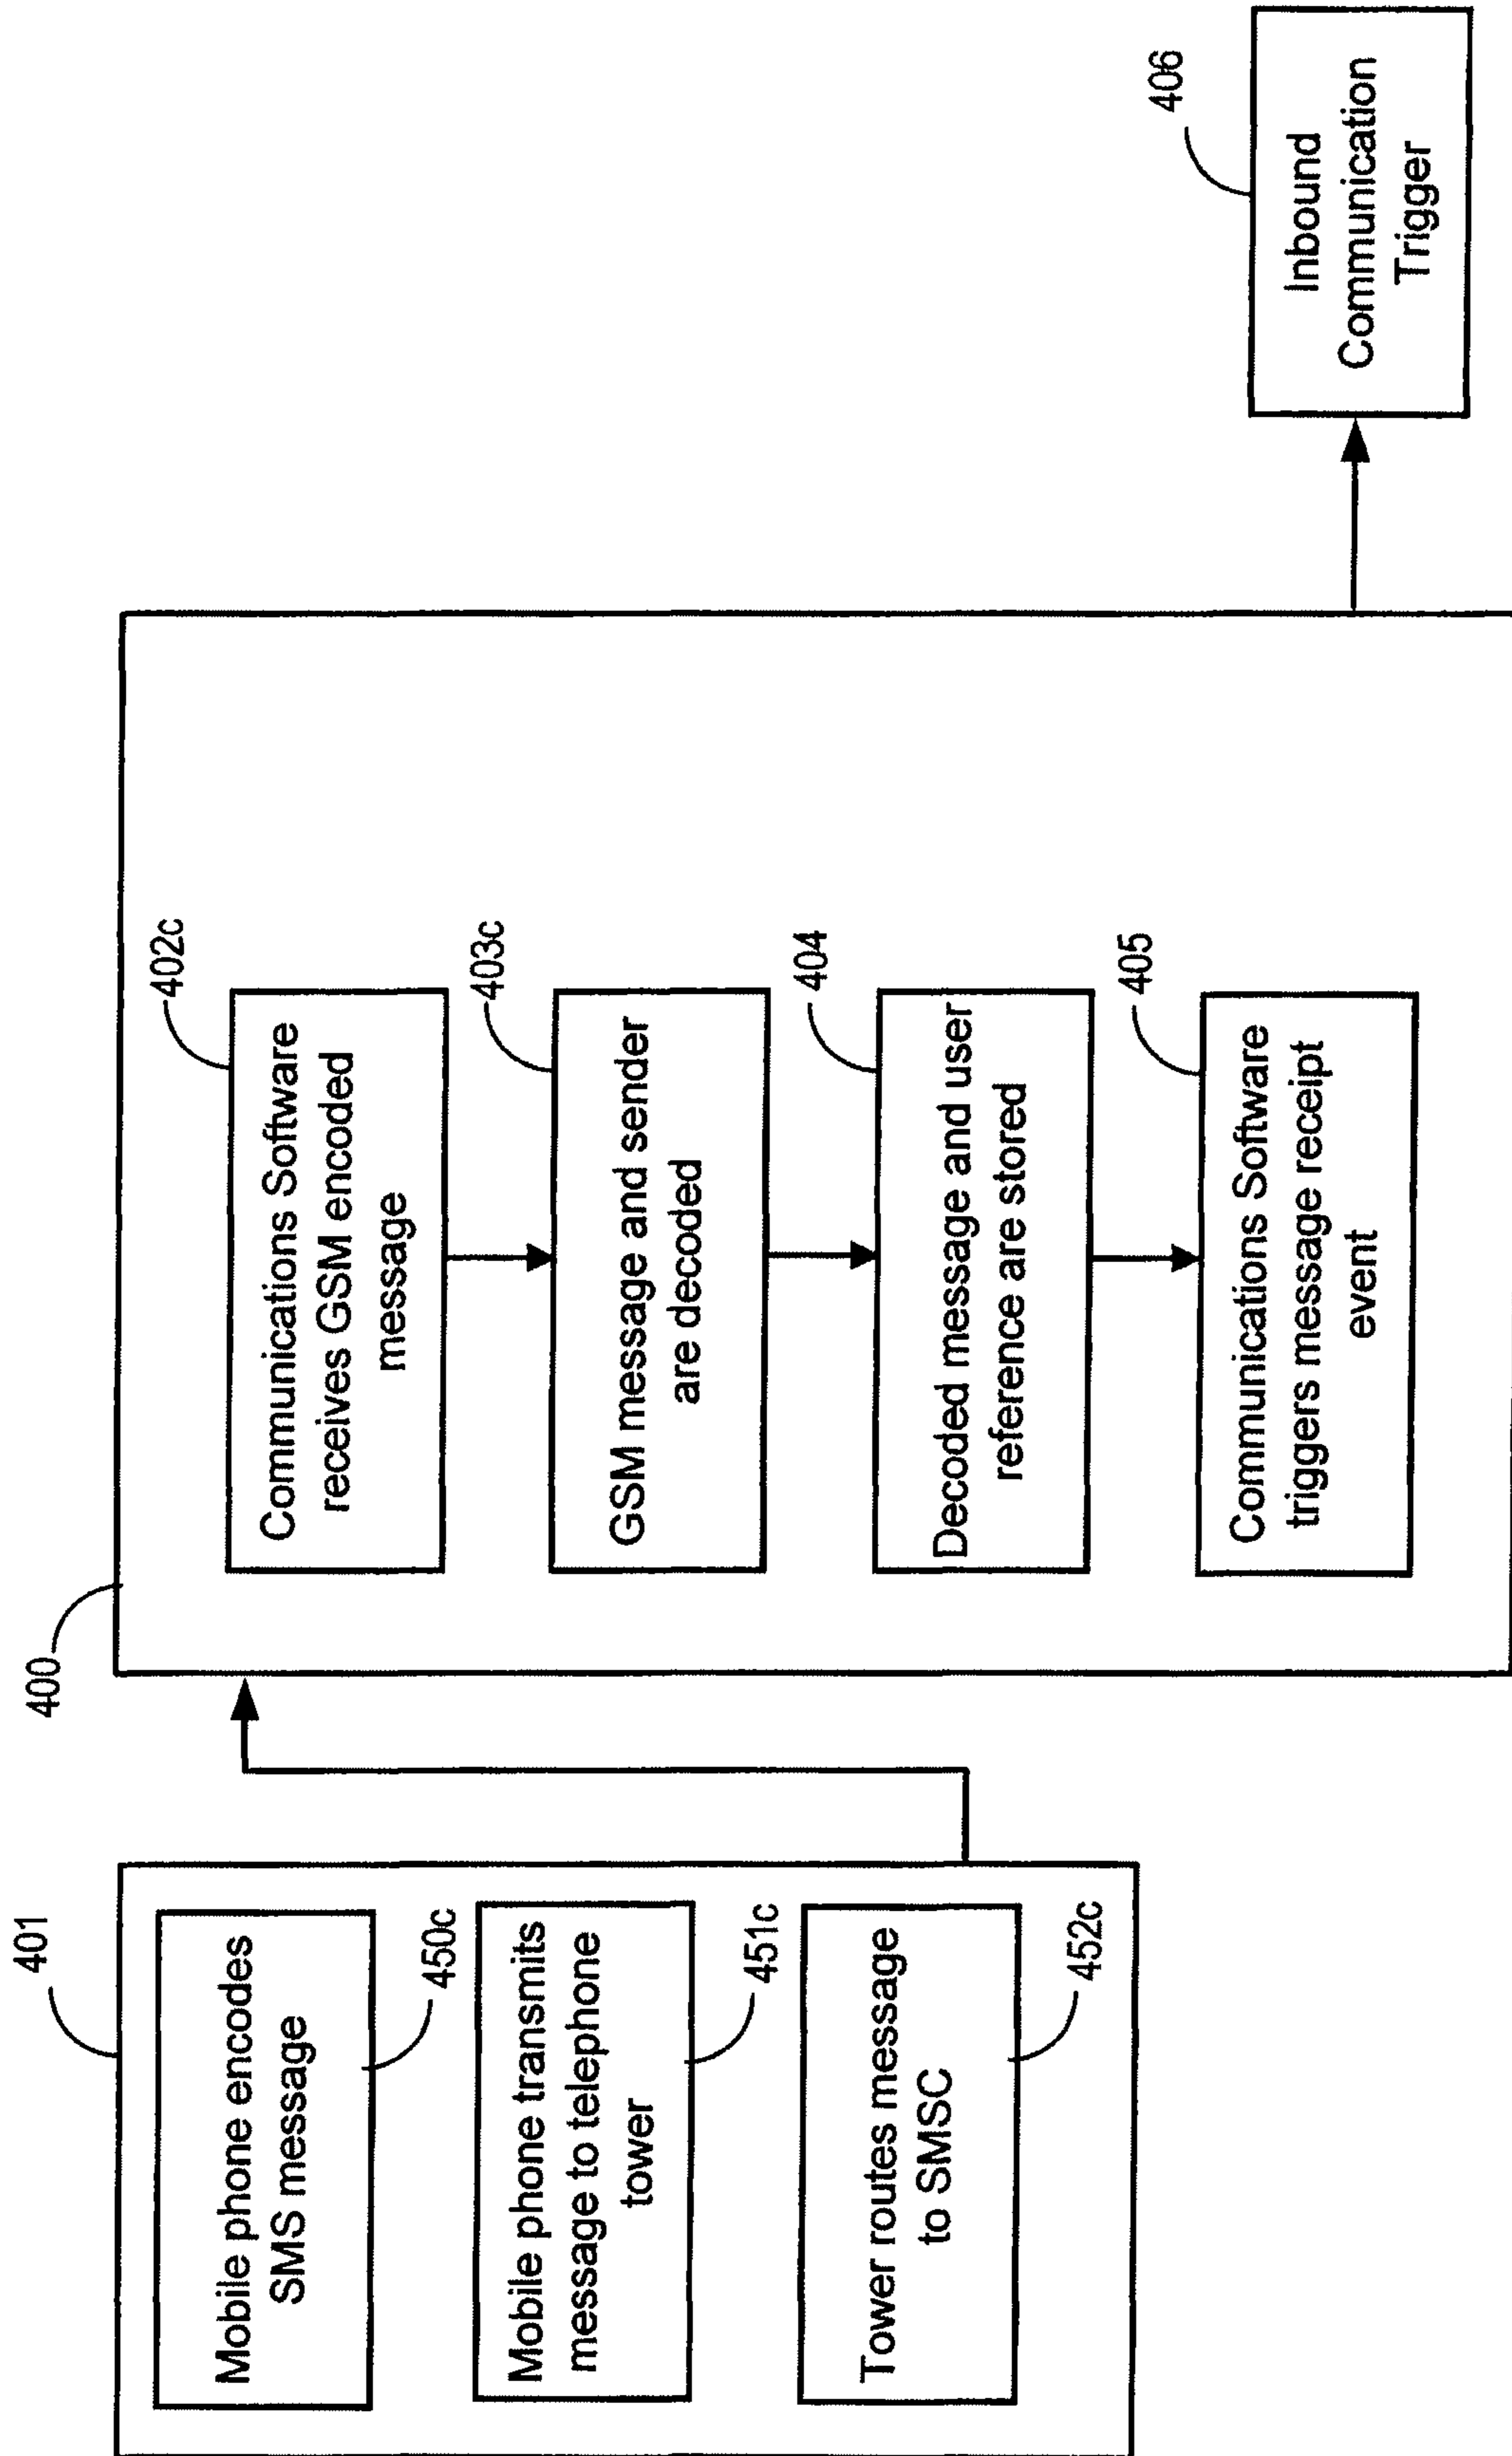 401
Mobile phone encodes
SMS message
450c
Mobile phone transmits
message to telephone
tower
451c
Tower routes message
to SMSC
452c
400
Communications Software
receives GSM encoded
message
402c
GSM message and sender
are decoded
403c
Decoded message and user
reference are stored
404
Communications Software
triggers message receipt
event
405
Inbound
Communication
Trigger
406